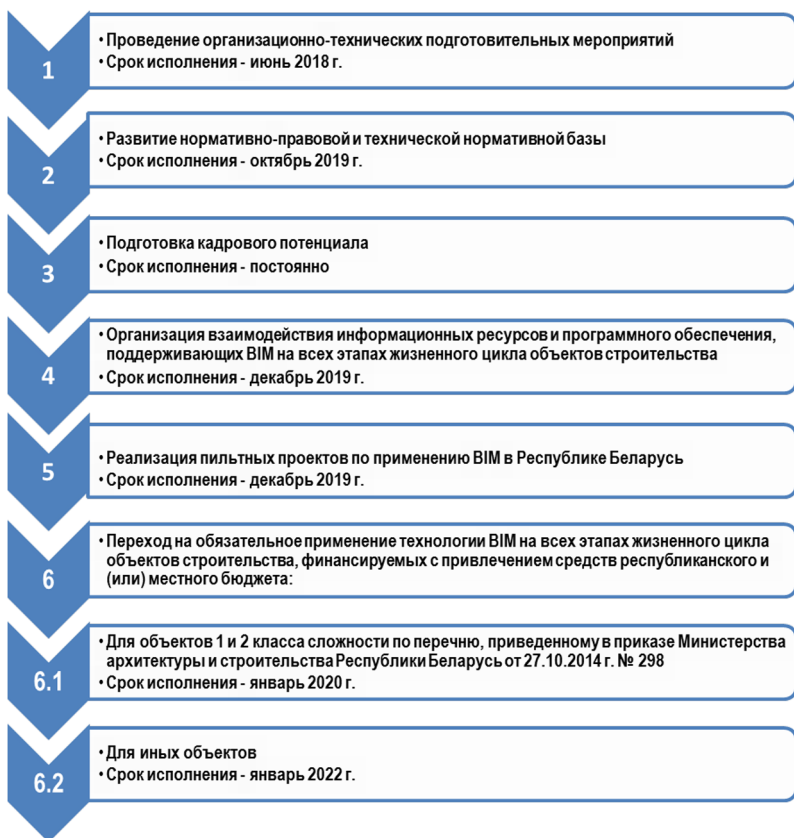 1
• Проведение организационно-технических подготовительных мероприятий
• Срок исполнения - июнь 2018 г.
2
• Развитие нормативно-правовой и технической нормативной базы
• Срок исполнения - октябрь 2019 г.
3
• Подготовка кадрового потенциала
• Срок исполнения - постоянно
4
• Организация взаимодействия информационных ресурсов и программного обеспечения,
поддерживающих BIM на всех этапах жизненного цикла объектов строительства
• Срок исполнения - декабрь 2019 г.
5
• Реализация пильтных проектов по применению BIM в Республике Беларусь
• Срок исполнения - декабрь 2019 г.
6
• Переход на обязательное применение технологии BIM на всех этапах жизненного цикла
объектов строительства, финансируемых с привлечением средств республиканского и
(или) местного бюджета:
6.1
• Для объектов 1 и 2 класса сложности по перечню, приведенному в приказе Министерства
архитектуры и строительства Республики Беларусь от 27.10.2014 г. № 298
• Срок исполнения - январь 2020 г.
6.2
• Для иных объектов
• Срок исполнения - январь 2022 г.